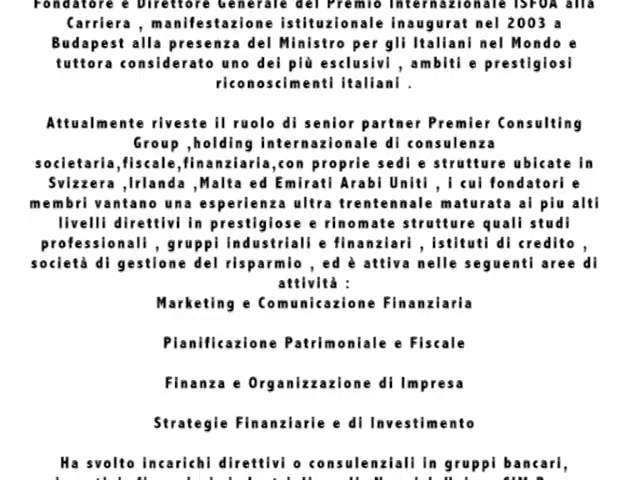 Fondatore e Direttore Generale del Premio Internazionale ISFOA alla
Carriera , manifestazione istituzionale inaugurat nel 2003 a
Budapest alla presenza del Ministro per gli Italiani nel Mondo e
tuttora considerato uno dei più esclusivi , ambiti e prestigiosi
riconoscimenti italiani .
Attualmente riveste il ruolo di senior partner Premier Consulting
Group ,holding internazionale di consulenza
societaria,fiscale,finanziaria,con proprie sedi e strutture ubicate in
Svizzera ,Irlanda ,Malta ed Emirati Arabi Uniti , i cui fondatori e
membri vantano una esperienza ultra trentennale maturata ai piu alti
livelli direttivi in prestigiose e rinomate strutture quali studi
professionali , gruppi industriali e finanziari , istituti di credito ,
società di gestione del risparmio , ed è attiva nelle seguenti aree di
attività :
Marketing e Comunicazione Finanziaria
Pianificazione Patrimoniale e Fiscale
Finanza e Organizzazione di Impresa
Strategie Finanziarie e di Investimento
Ha svolto incarichi direttivi o consulenziali in gruppi bancari,